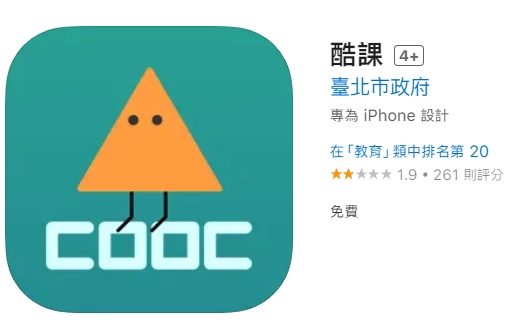 酷課 4+
臺北市政府
專為 iPhone 設計
在「教育」類中排名第 20
1.9 • 261 則評分
免費
COOC